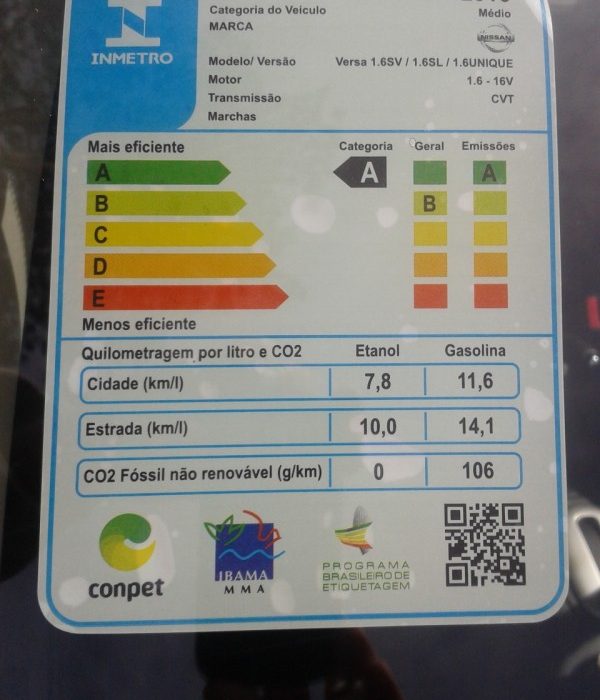 Categoria do Veículo
Médio
MARCA
NISSAN
INMETRO
Modelo/ Versão Versa 1.6SV / 1.6SL / 1.6UNIQUE
Motor 1.6 - 16V
Transmissão CVT
Marchas
Mais eficiente Categoria Geral Emissões
A A A
B B
C
D
E
Menos eficiente
Quilometragem por litro e CO2 Etanol Gasolina
Cidade (km/l) 7,8 11,6
Estrada (km/l) 10,0 14,1
CO2 Fóssil não renovável (g/km) 0 106
conpet
IBAMA
MMA
PROGRAMA
BRASILEIRO DE
ETIQUETAGEM